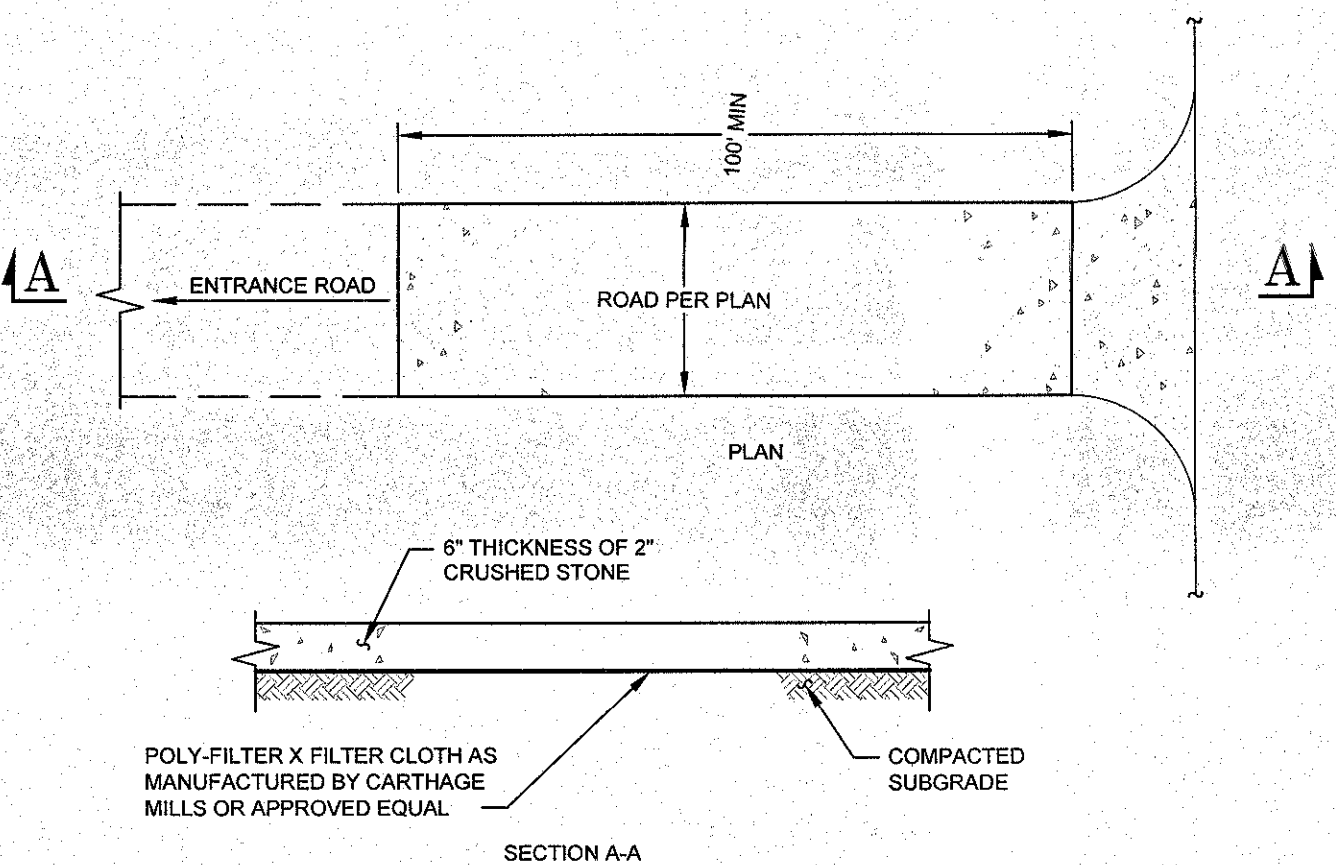 100' MIN
A
ENTRANCE ROAD
ROAD PER PLAN
A
PLAN
6" THICKNESS OF 2"
CRUSHED STONE
POLY-FILTER X FILTER CLOTH AS
MANUFACTURED BY CARTHAGE
MILLS OR APPROVED EQUAL
COMPACTED
SUBGRADE
SECTION A-A